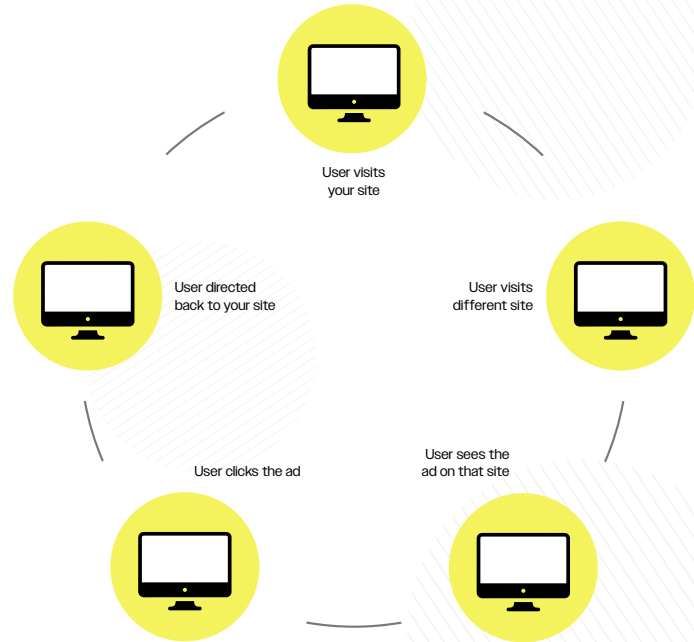 User visits
your site
User directed
back to your site
User visits
different site
User sees the
ad on that site
User clicks the ad